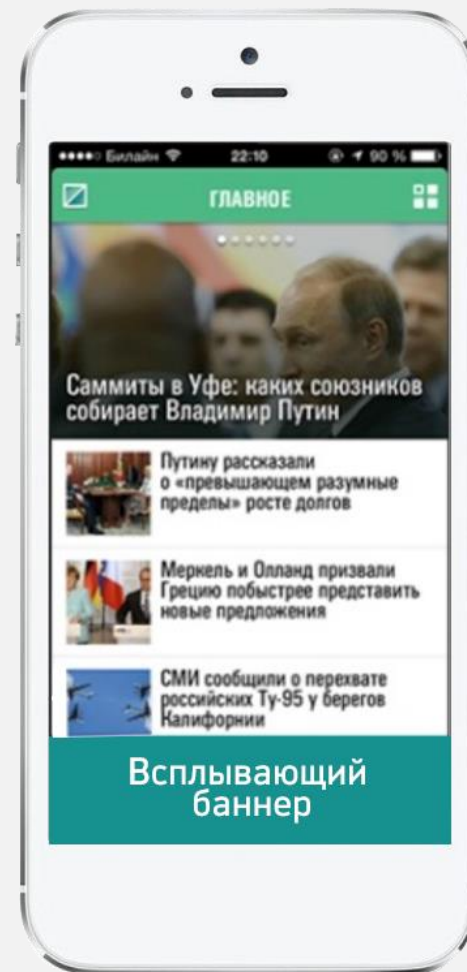 Билайн 22:10 90 %
ГЛАВНОЕ
Саммиты в Уфе: каких союзников
собирает Владимир Путин
Путину рассказали
о «превышающем разумные
пределы» росте долгов
Меркель и Олланд призвали
Грецию побыстрее представить
новые предложения
СМИ сообщили о перехвате
российских Ту-95 у берегов
Калифорнии
Всплывающий
баннер